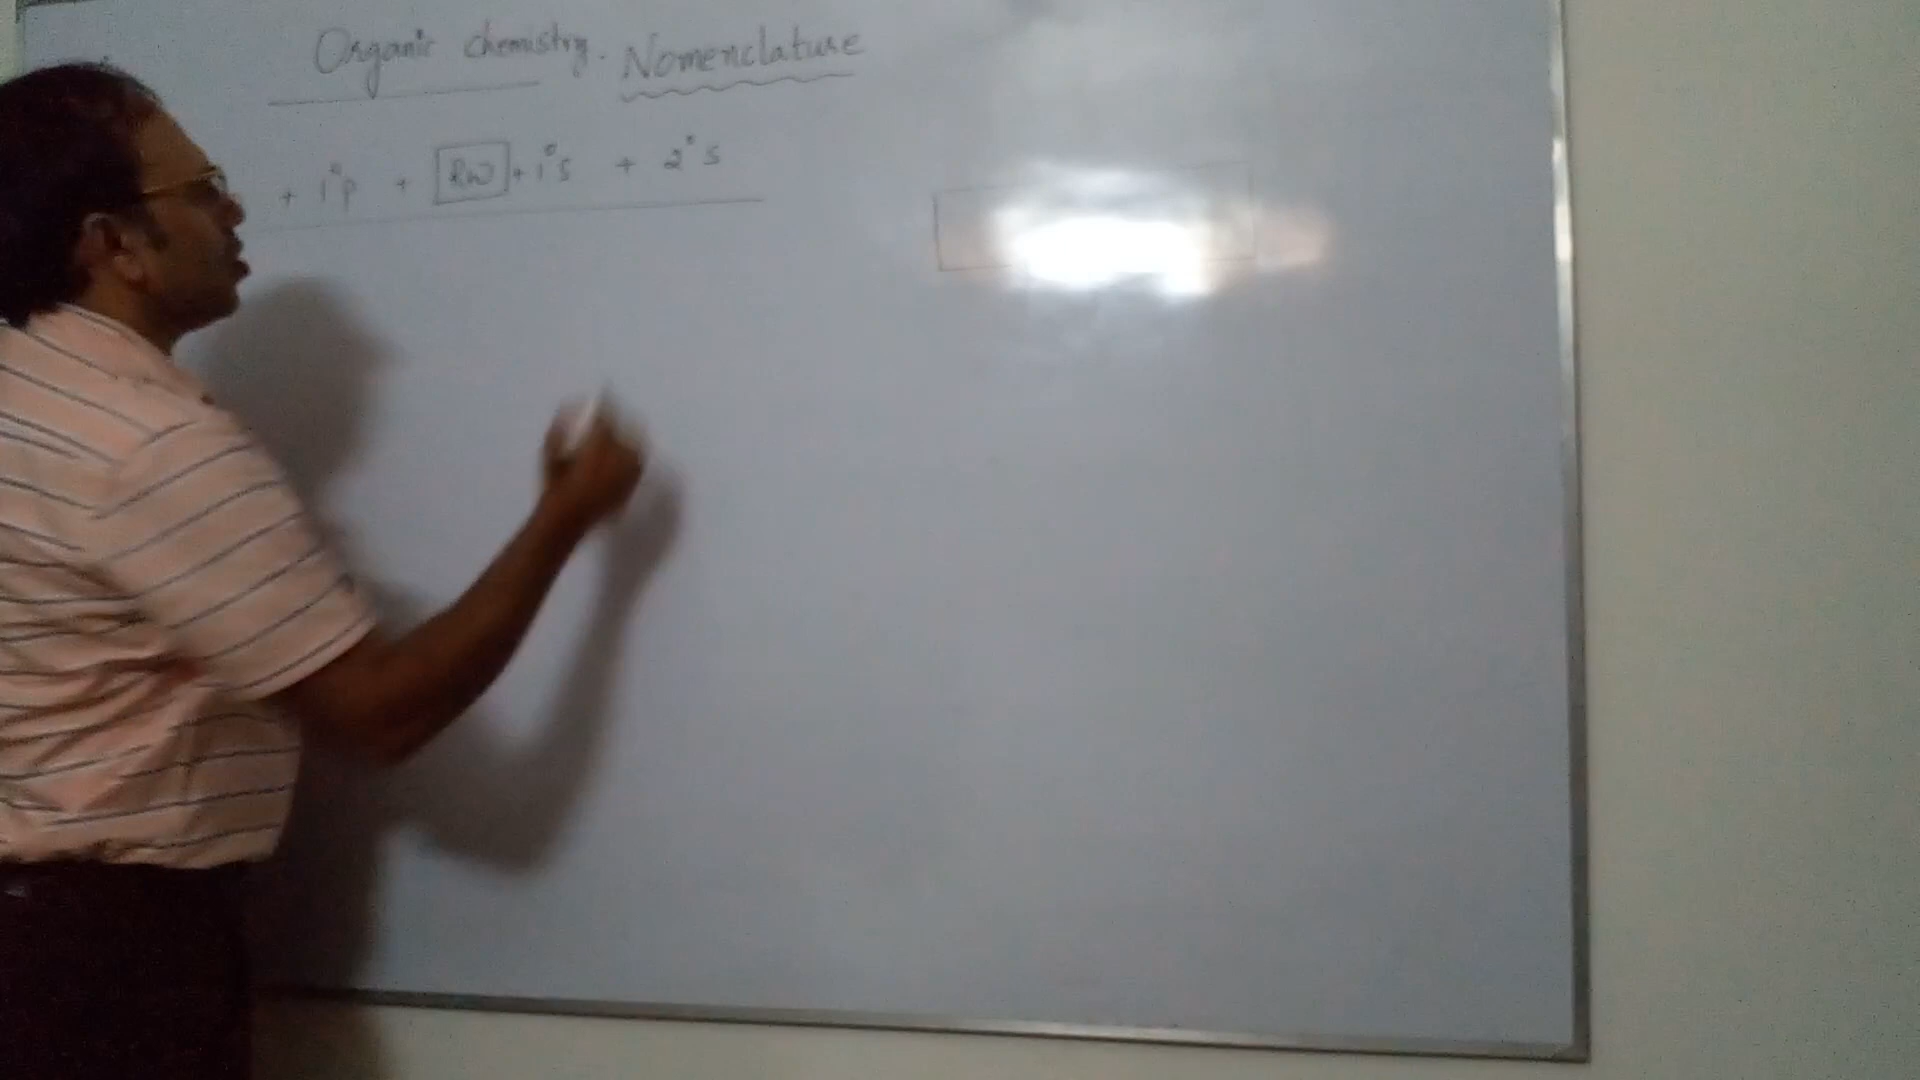 Organic chemistry. Nomenclature
+ 1°p + RW + 1°s + 2°s